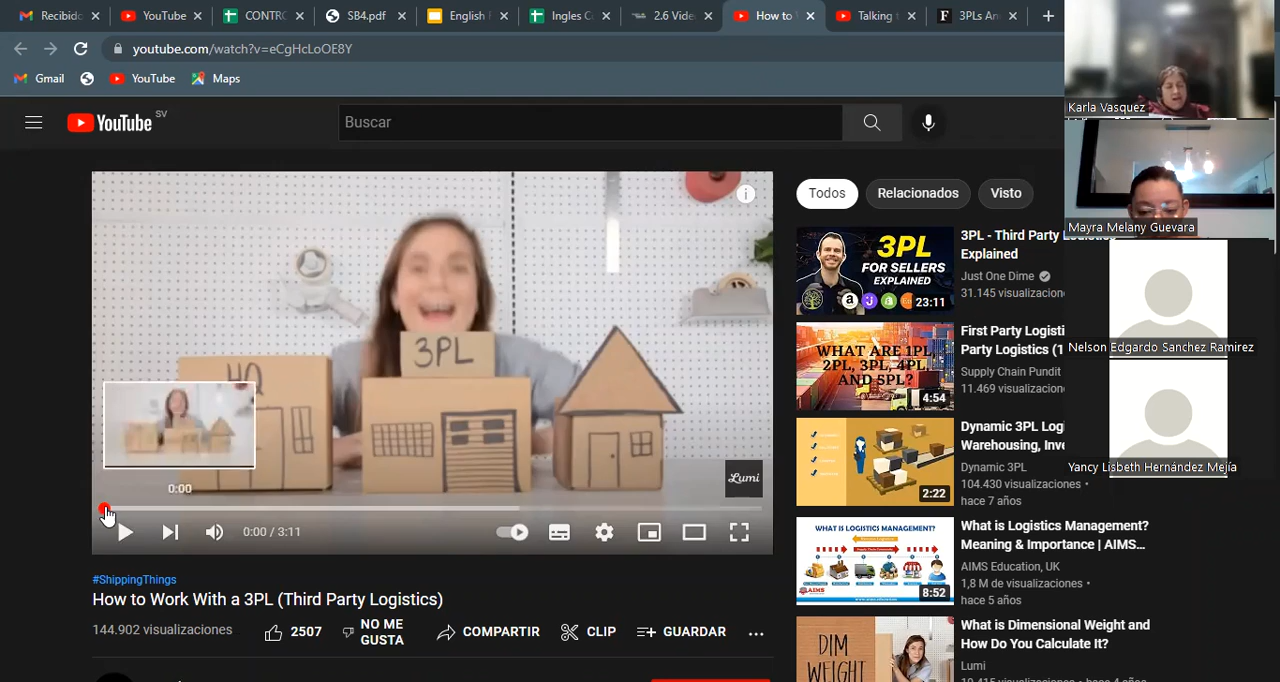 Recibido
YouTube
CONTRO
SB4.pdf
English F
Ingles Co
2.6 Vide
How to
Talking t
3PLs An
youtube.com/watch?v=eCgHcLoOE8Y
Gmail
YouTube
Maps
YouTube SV
Buscar
Karla Vasquez
Mayra Melany Guevara
Nelson Edgardo Sanchez Ramirez
Yancy Lisbeth Hernández Mejía
3PL
HQ
Lumi
0:00
0:00 / 3:11
#ShippingThings
How to Work With a 3PL (Third Party Logistics)
144.902 visualizaciones
2507
NO ME GUSTA
COMPARTIR
CLIP
GUARDAR
Todos
Relacionados
Visto
3PL
FOR SELLERS
EXPLAINED
23:11
3PL - Third Party Logistics
Explained
Just One Dime
31.145 visualizacion
WHAT ARE 1PL,
2PL, 3PL, 4PL,
AND 5PL?
4:54
First Party Logisti
Party Logistics (1
Supply Chain Pundit
11.469 visualizacion
2:22
Dynamic 3PL Logi
Warehousing, Inve
Dynamic 3PL
104.430 visualizaciones •
hace 7 años
WHAT IS LOGISTICS MANAGEMENT?
AIMS
8:52
What is Logistics Management?
Meaning & Importance | AIMS...
AIMS Education, UK
1,8 M de visualizaciones •
hace 5 años
DIM
WEIGHT
What is Dimensional Weight and
How Do You Calculate It?
Lumi